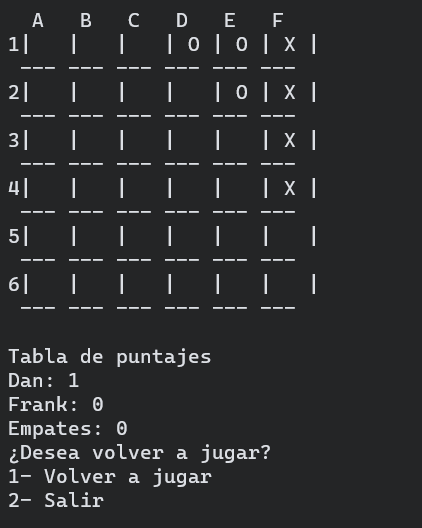 A   B   C   D   E   F
1|   |   |   | O | O | X |
 --- --- --- --- --- ---
2|   |   |   |   | O | X |
 --- --- --- --- --- ---
3|   |   |   |   |   | X |
 --- --- --- --- --- ---
4|   |   |   |   |   | X |
 --- --- --- --- --- ---
5|   |   |   |   |   |   |
 --- --- --- --- --- ---
6|   |   |   |   |   |   |
 --- --- --- --- --- ---
Tabla de puntajes
Dan: 1
Frank: 0
Empates: 0
¿Desea volver a jugar?
1- Volver a jugar
2- Salir